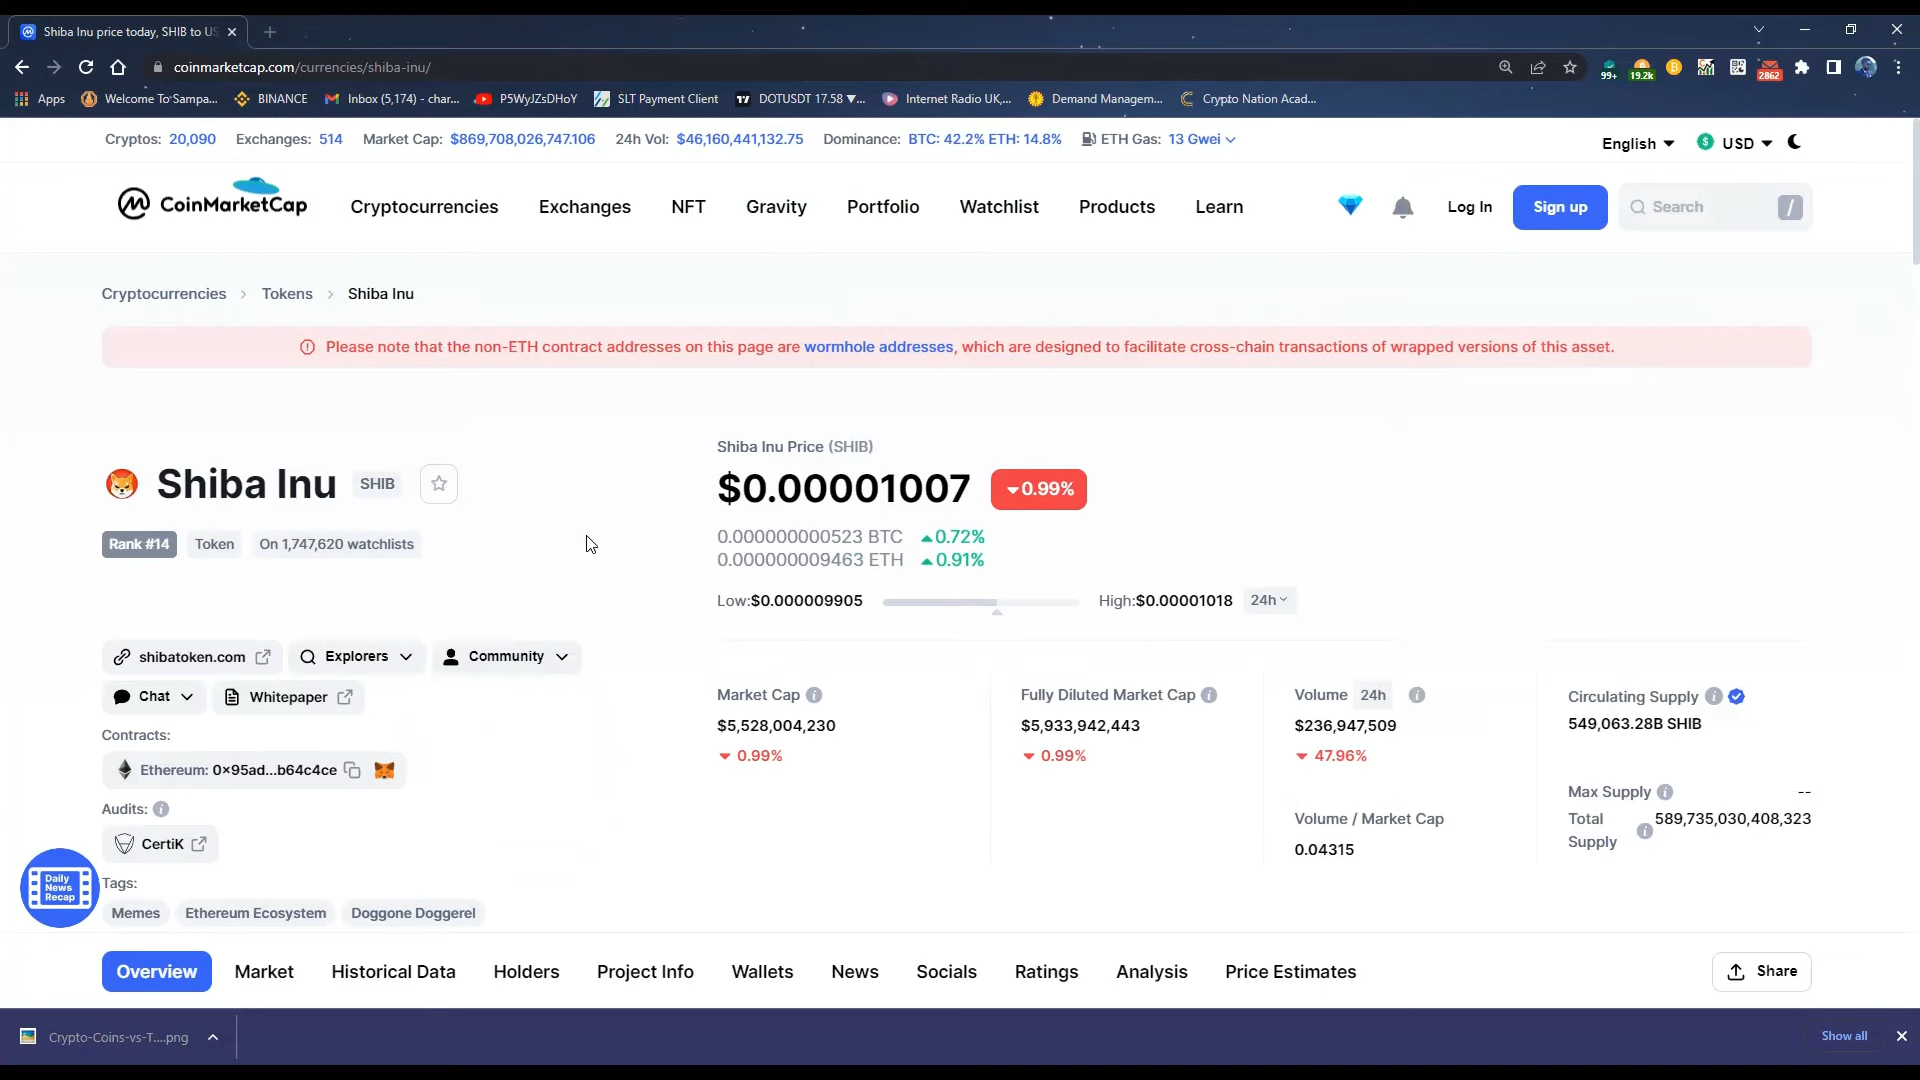 Shiba Inu price today, SHIB to US
coinmarketcap.com/currencies/shiba-inu/
99+
19.2k
2862
Apps
Welcome To Sampa...
BINANCE
Inbox (5,174) - char...
P5WyJZsDHoY
SLT Payment Client
DOTUSDT 17.58 ▼...
Internet Radio UK,...
Demand Managem...
Crypto Nation Acad...
Cryptos: 20,090 Exchanges: 514 Market Cap: $869,708,026,747.106 24h Vol: $46,160,441,132.75 Dominance: BTC: 42.2% ETH: 14.8% ETH Gas: 13 Gwei
English
USD
CoinMarketCap
Cryptocurrencies
Exchanges
NFT
Gravity
Portfolio
Watchlist
Products
Learn
Log In
Sign up
Search
/
Cryptocurrencies > Tokens > Shiba Inu
Please note that the non-ETH contract addresses on this page are wormhole addresses, which are designed to facilitate cross-chain transactions of wrapped versions of this asset.
Shiba Inu SHIB
Rank #14 Token On 1,747,620 watchlists
Shiba Inu Price (SHIB)
$0.00001007 0.99%
0.000000000523 BTC 0.72%
0.000000009463 ETH 0.91%
Low:$0.000009905 High:$0.00001018 24h
shibatoken.com
Explorers
Community
Chat
Whitepaper
Contracts:
Ethereum: 0x95ad...b64c4ce
Audits:
CertiK
Tags:
Memes
Ethereum Ecosystem
Doggone Doggerel
Daily
News
Recap
Market Cap
$5,528,004,230
0.99%
Fully Diluted Market Cap
$5,933,942,443
0.99%
Volume 24h
$236,947,509
47.96%
Volume / Market Cap
0.04315
Circulating Supply
549,063.28B SHIB
Max Supply --
Total Supply 589,735,030,408,323
Overview
Market
Historical Data
Holders
Project Info
Wallets
News
Socials
Ratings
Analysis
Price Estimates
Share
Crypto-Coins-vs-T....png
Show all